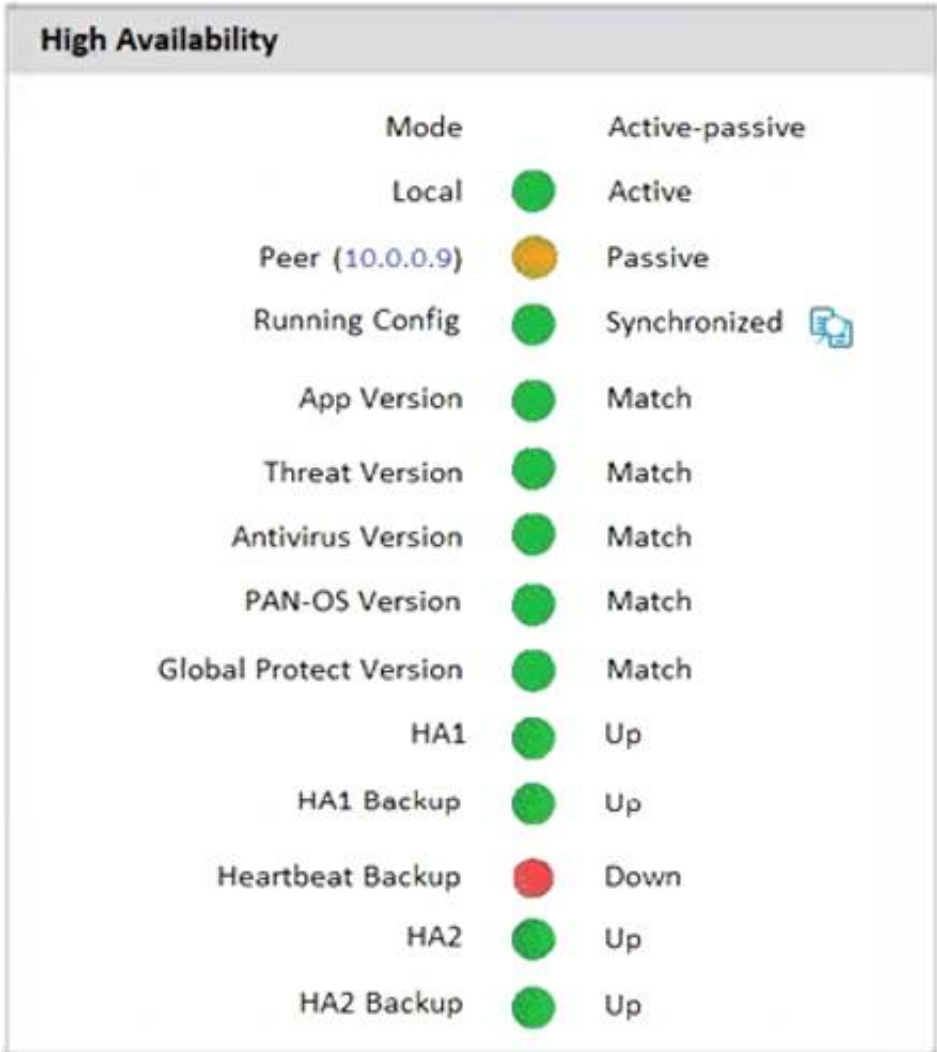 High Availability
Mode Active-passive
Local Active
Peer (10.0.0.9) Passive
Running Config Synchronized
App Version Match
Threat Version Match
Antivirus Version Match
PAN-OS Version Match
Global Protect Version Match
HA1 Up
HA1 Backup Up
Heartbeat Backup Down
HA2 Up
HA2 Backup Up